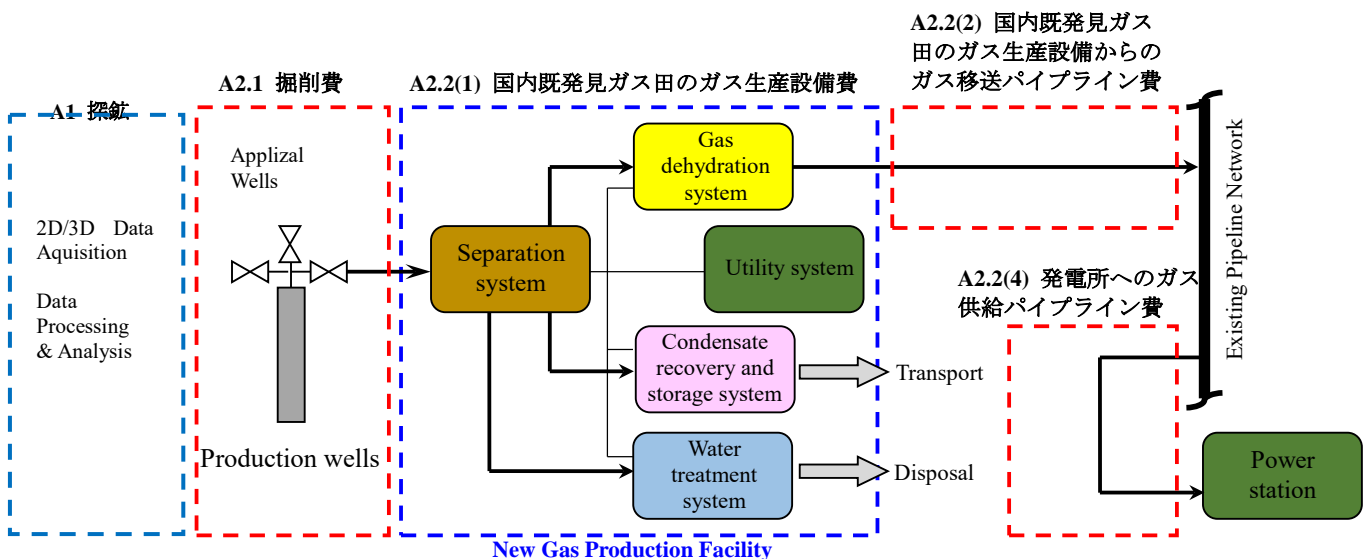 A1 探鉱
2D/3D Data
Aquisition
Data
Processing
& Analysis
A2.1 掘削費
Applizal
Wells
Production wells
A2.2(1) 国内既発見ガス田のガス生産設備費
Separation
system
Gas
dehydration
system
Utility system
Condensate
recovery and
storage system
Water
treatment
system
Transport
Disposal
New Gas Production Facility
A2.2(2) 国内既発見ガス
田のガス生産設備からの
ガス移送パイプライン費
Existing Pipeline Network
A2.2(4) 発電所へのガス
供給パイプライン費
Power
station